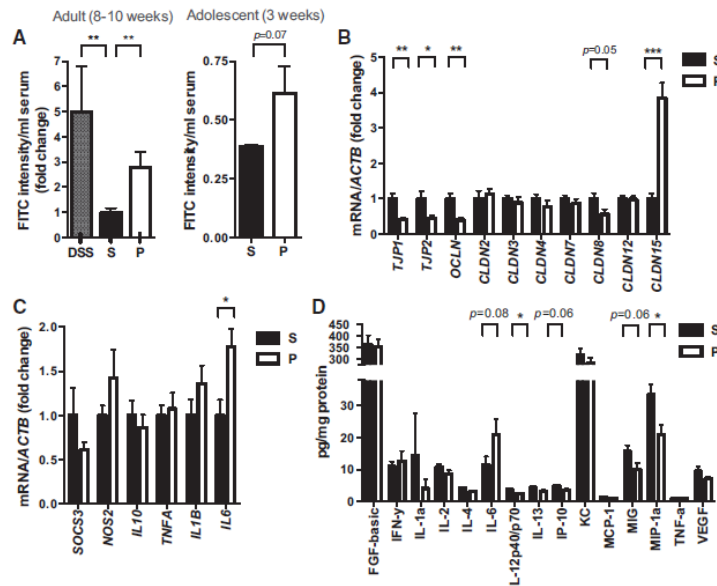 Adult (8-10 weeks)
Adolescent (3 weeks)
A
FITC intensity/ml serum
(fold change)
7
6
5
4
3
2
1
0
**
**
DSS
S
P
FITC intensity/ml serum
0.75
0.50
0.25
0.00
p=0.07
S
P
B
mRNA/ACTB (fold change)
5
4
2
1
0
**
*
**
p=0.05
***
S
P
TJP1
TJP2
OCLN
CLDN2
CLDN3
CLDN4
CLDN7
CLDN8
CLDN12
CLDN15
C
mRNA/ACTB (fold change)
2.0
1.5
1.0
0.5
0.0
*
S
P
SOCS3
NOS2
IL10
TNFA
IL1B
IL6
D
pg/mg protein
450
400
350
300
30
20
10
0
p=0.08
*
p=0.06
p=0.06
*
S
P
FGF-basic
IFN-y
IL-1a
IL-2
IL-4
IL-6
L-12p40/p70
IL-13
IP-10
KC
MCP-1
MIG
MIP-1a
TNF-a
VEGF